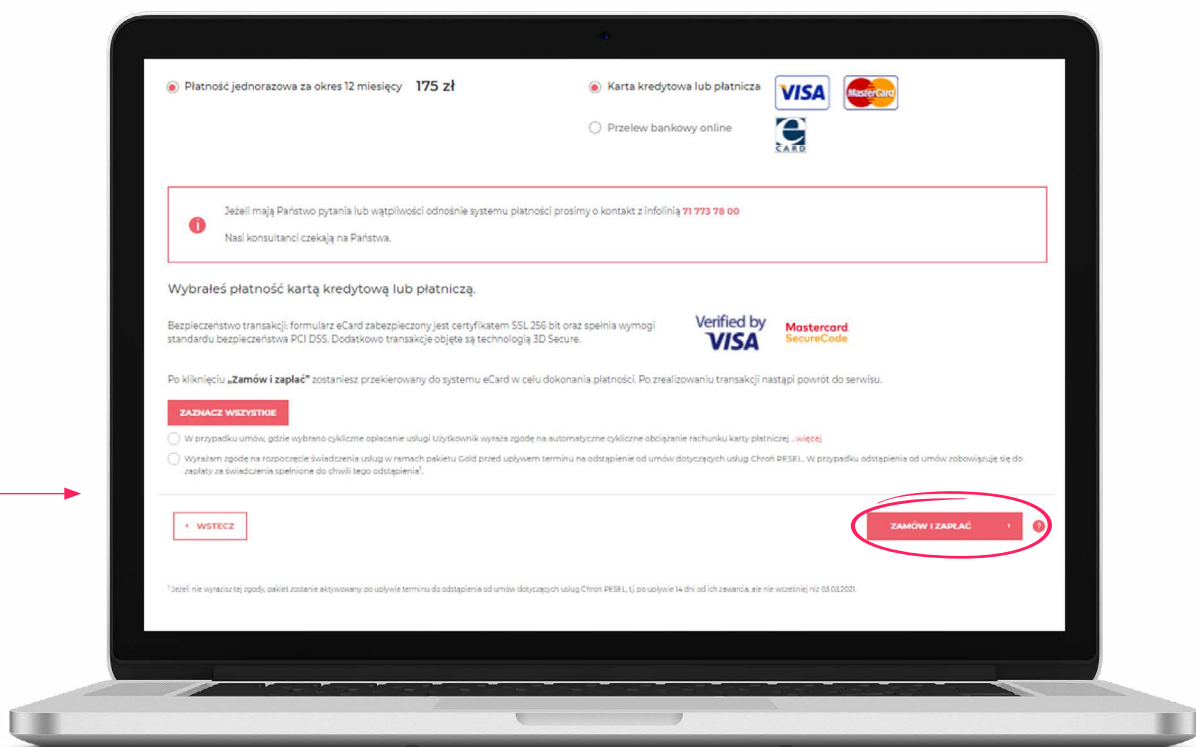 Płatność jednorazowa za okres 12 miesięcy 175 zł
Karta kredytowa lub płatnicza VISA MasterCard
Przelew bankowy online e CARD
Jeżeli mają Państwo pytania lub wątpliwości odnośnie systemu płatności prosimy o kontakt z infolinią 71 773 78 00
Nasi konsultanci czekają na Państwa.
Wybrałeś płatność kartą kredytową lub płatniczą.
Bezpieczeństwo transakcji: formularz eCard zabezpieczony jest certyfikatem SSL 256 bit oraz spełnia wymogi
standardu bezpieczeństwa PCI DSS. Dodatkowo transakcje objęte są technologią 3D Secure.
Verified by
VISA
Mastercard
SecureCode
Po kliknięciu „Zamów i zapłać" zostaniesz przekierowany do systemu eCard w celu dokonania płatności. Po zrealizowaniu transakcji nastąpi powrót do serwisu.
ZAZNACZ WSZYSTKIE
W przypadku umów, gdzie wybrano cykliczne opłacanie usługi Użytkownik wyraża zgodę na automatyczne cykliczne obciążanie rachunku karty płatniczej ...więcej
Wyrażam zgodę na rozpoczęcie świadczenia usług w ramach pakietu Gold przed upływem terminu na odstąpienie od umów dotyczących usług Chroń PESEL. W przypadku odstąpienia od umów zobowiązuję się do
zapłaty za świadczenia spełnione do chwili tego odstąpienia¹.
WSTECZ
ZAMÓW I ZAPŁAĆ ?
¹ Jeżeli nie wyrazisz tej zgody, pakiet zostanie aktywowany po upływie terminu do odstąpienia od umów dotyczących usług Chroń PESEL, tj. po upływie 14 dni od ich zawarcia, ale nie wcześniej niż 03.03.2021.